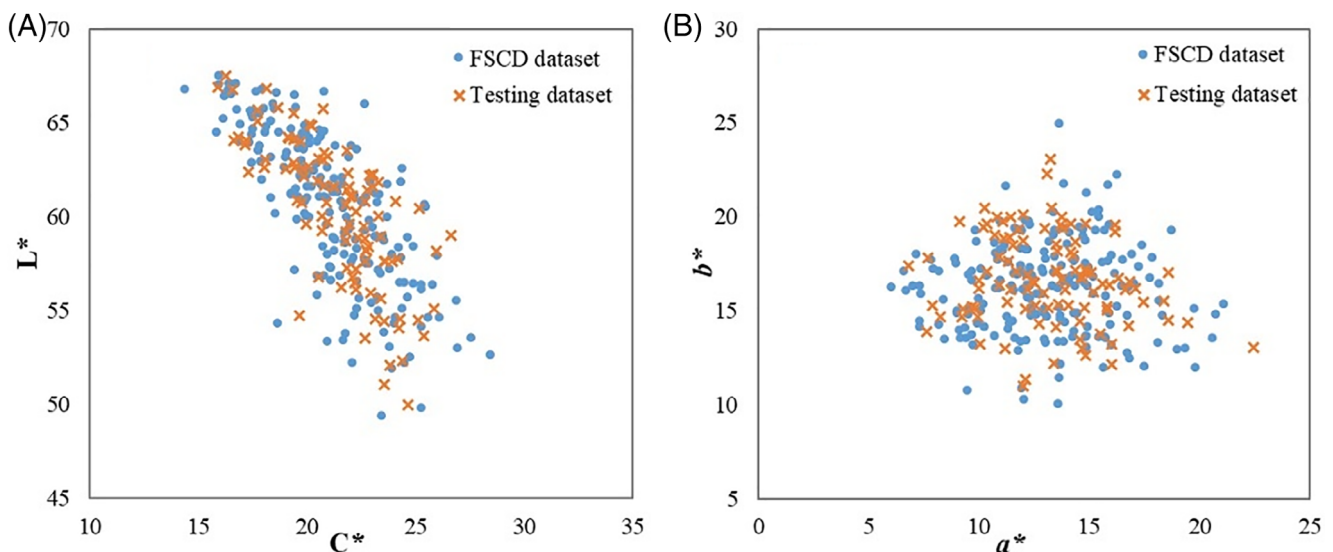 (A)
70
65
60
55
50
45
L*
10 15 20 25 30 35
C*
FSCD dataset
Testing dataset
(B)
30
25
20
15
10
5
b*
0 5 10 15 20 25
a*
FSCD dataset
Testing dataset